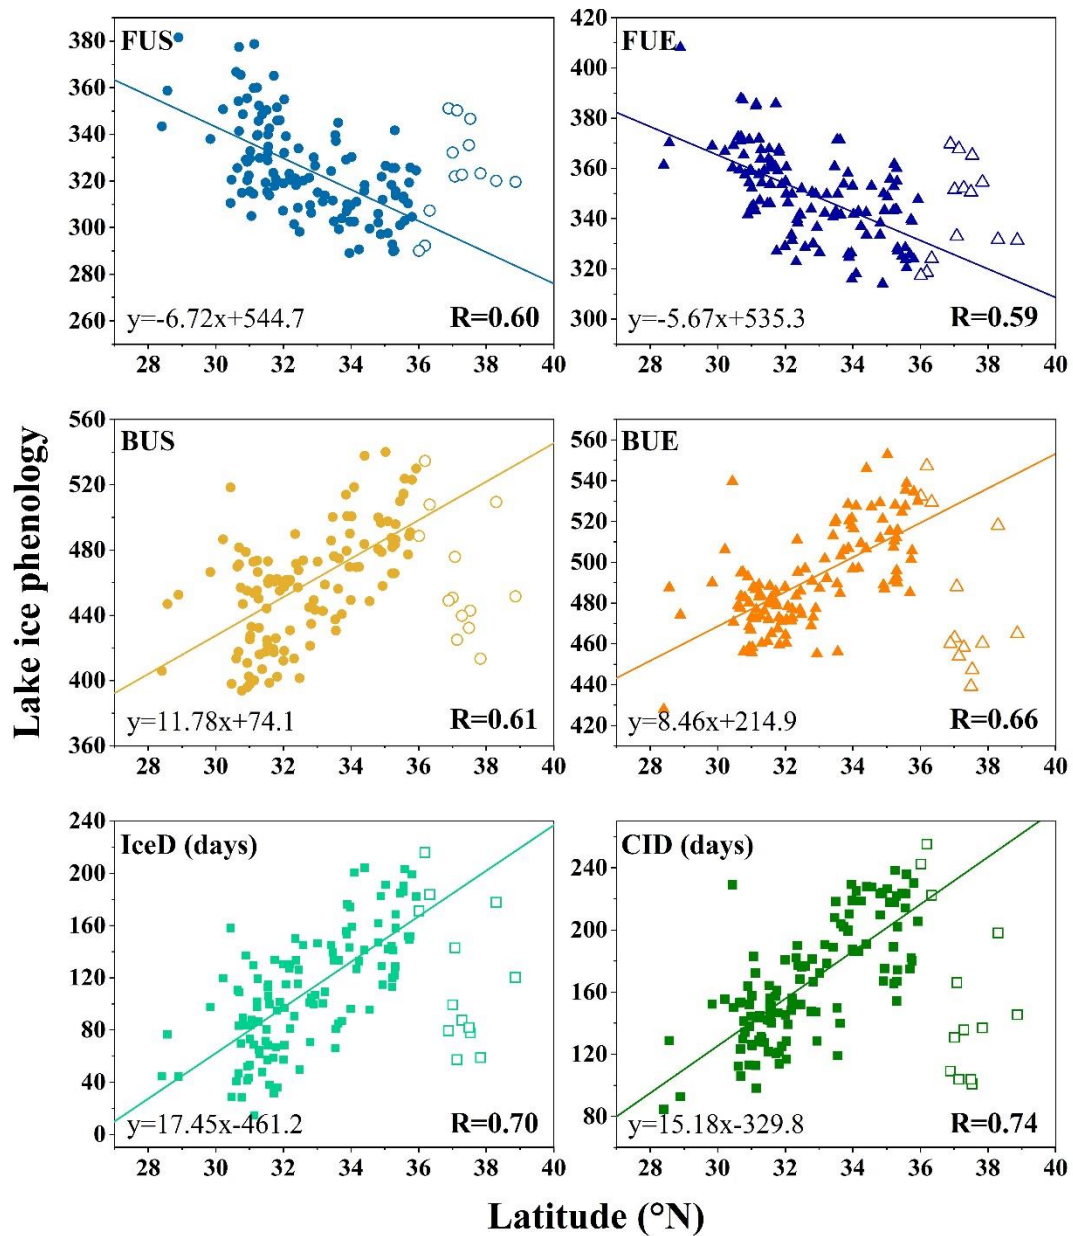 FUS
380
360
340
320
300
280
260
y=-6.72x+544.7
R=0.60
28 30 32 34 36 38 40
FUE
420
400
380
360
340
320
300
y=-5.67x+535.3
R=0.59
28 30 32 34 36 38 40
Lake ice phenology
BUS
560
520
480
440
400
360
y=11.78x+74.1
R=0.61
28 30 32 34 36 38 40
BUE
560
540
520
500
480
460
440
420
y=8.46x+214.9
R=0.66
28 30 32 34 36 38 40
IceD (days)
240
200
160
120
80
40
0
y=17.45x-461.2
R=0.70
28 30 32 34 36 38 40
CID (days)
240
200
160
120
80
y=15.18x-329.8
R=0.74
28 30 32 34 36 38 40
Latitude (°N)